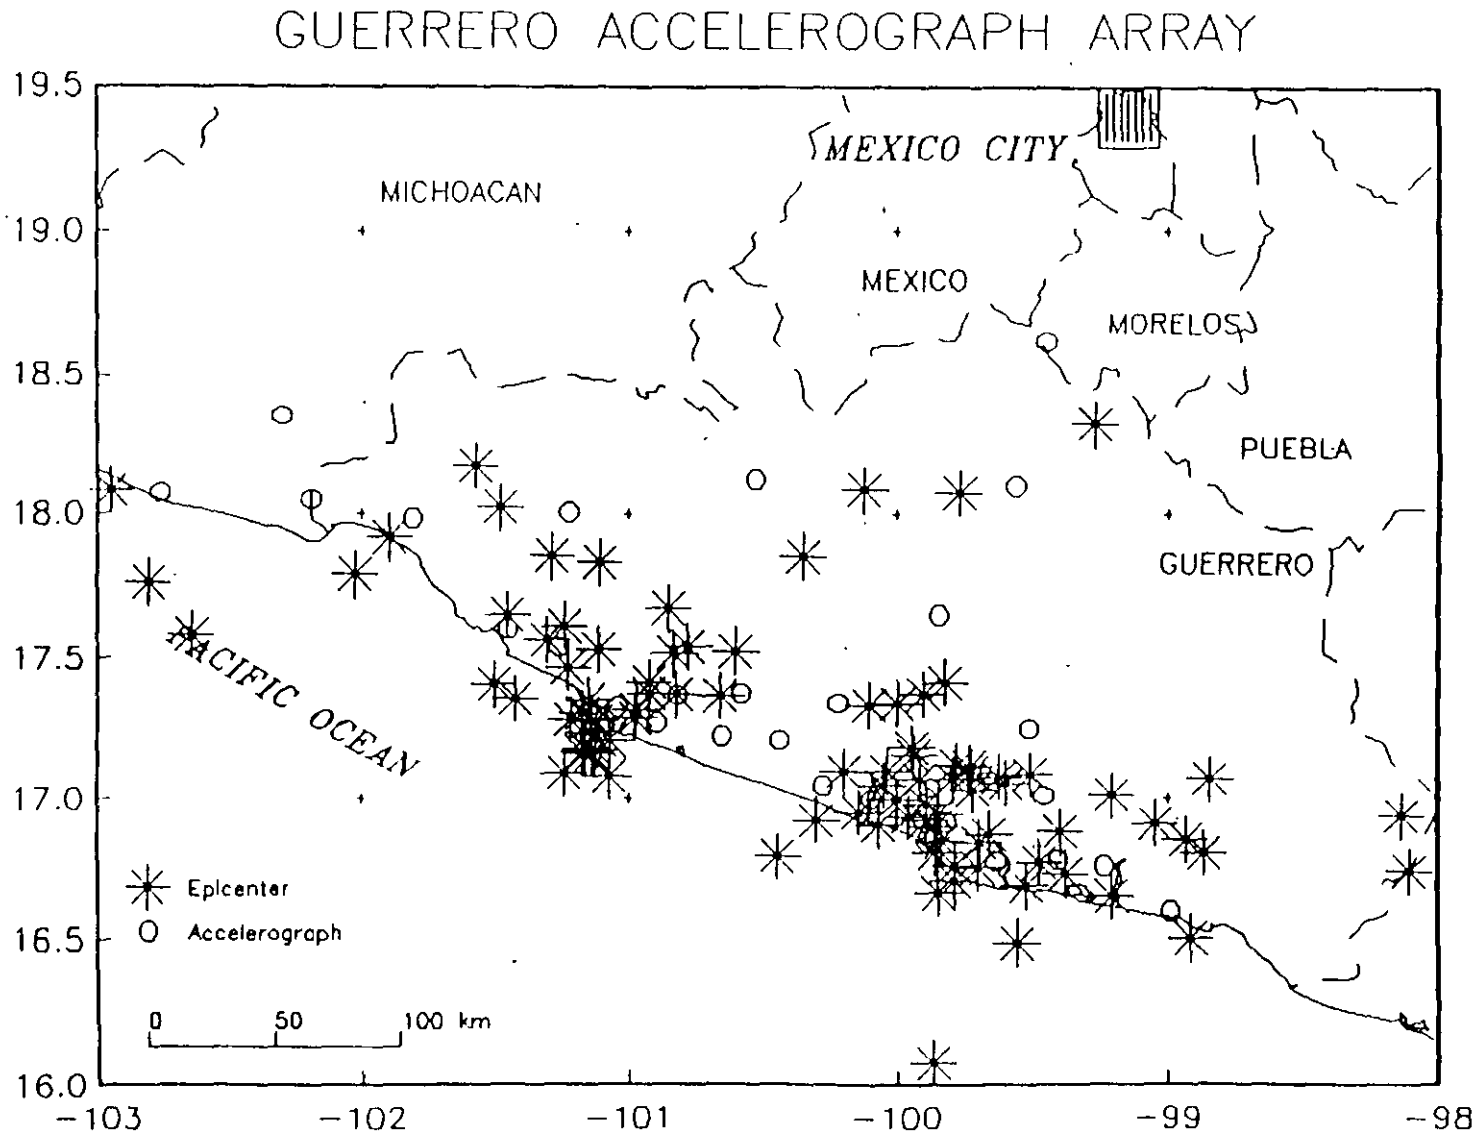 GUERRERO ACCELEROGRAPH ARRAY
19.5
MEXICO CITY
MICHOACAN
19.0
MEXICO
MORELOS
18.5
PUEBLA
18.0
GUERRERO
17.5
PACIFIC OCEAN
17.0
Epicenter
Accelerograph
16.5
0 50 100 km
16.0
-103 -102 -101 -100 -99 -98